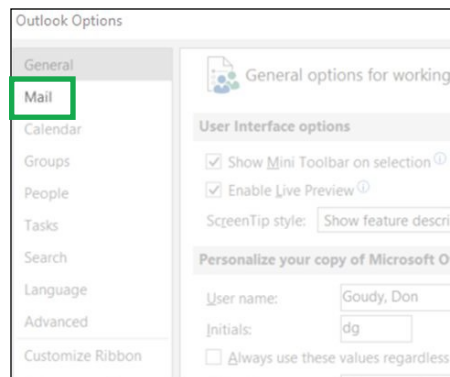 Outlook Options
General
Mail
Calendar
Groups
People
Tasks
Search
Language
Advanced
Customize Ribbon
General options for working
User Interface options
Show Mini Toolbar on selection
Enable Live Preview
ScreenTip style: Show feature descri
Personalize your copy of Microsoft O
User name: Goudy, Don
Initials: dg
Always use these values regardless